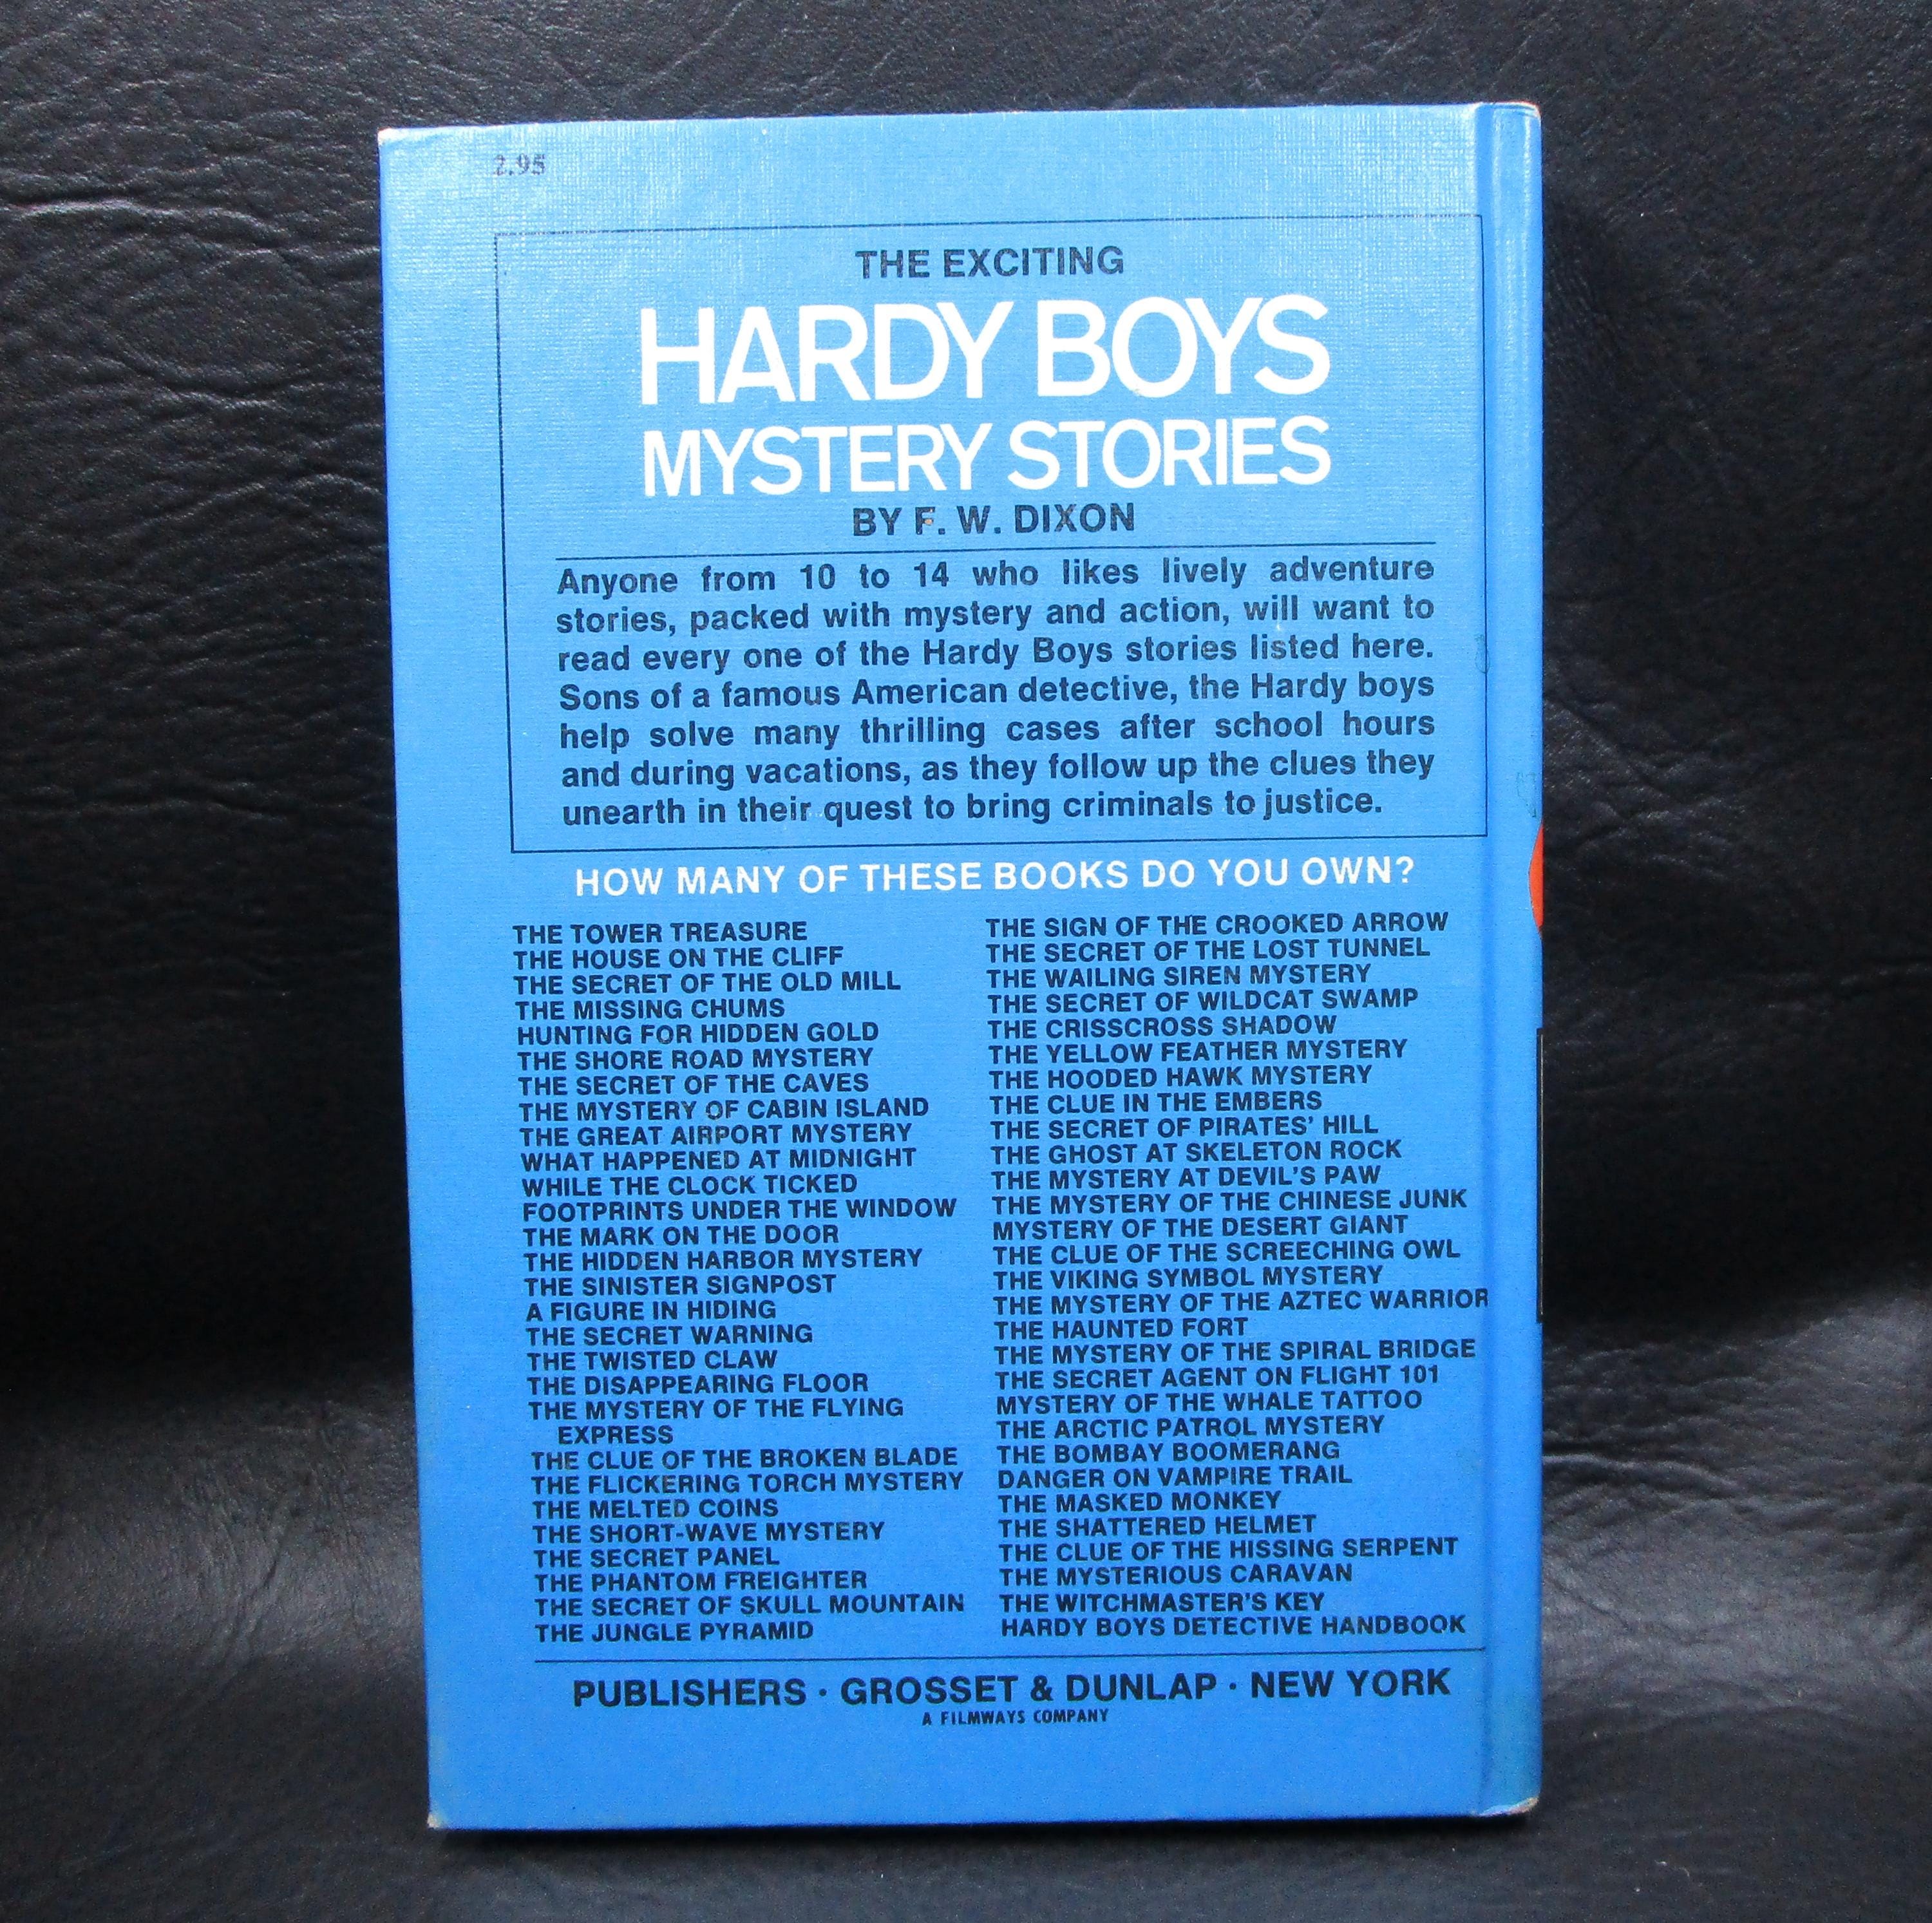 2.95
THE EXCITING
HARDY BOYS
MYSTERY STORIES
BY F. W. DIXON
Anyone from 10 to 14 who likes lively adventure
stories, packed with mystery and action, will want to
read every one of the Hardy Boys stories listed here.
Sons of a famous American detective, the Hardy boys
help solve many thrilling cases after school hours
and during vacations, as they follow up the clues they
unearth in their quest to bring criminals to justice.
HOW MANY OF THESE BOOKS DO YOU OWN?
THE TOWER TREASURE
THE HOUSE ON THE CLIFF
THE SECRET OF THE OLD MILL
THE MISSING CHUMS
HUNTING FOR HIDDEN GOLD
THE SHORE ROAD MYSTERY
THE SECRET OF THE CAVES
THE MYSTERY OF CABIN ISLAND
THE GREAT AIRPORT MYSTERY
WHAT HAPPENED AT MIDNIGHT
WHILE THE CLOCK TICKED
FOOTPRINTS UNDER THE WINDOW
THE MARK ON THE DOOR
THE HIDDEN HARBOR MYSTERY
THE SINISTER SIGNPOST
A FIGURE IN HIDING
THE SECRET WARNING
THE TWISTED CLAW
THE DISAPPEARING FLOOR
THE MYSTERY OF THE FLYING
EXPRESS
THE CLUE OF THE BROKEN BLADE
THE FLICKERING TORCH MYSTERY
THE MELTED COINS
THE SHORT-WAVE MYSTERY
THE SECRET PANEL
THE PHANTOM FREIGHTER
THE SECRET OF SKULL MOUNTAIN
THE JUNGLE PYRAMID
THE SIGN OF THE CROOKED ARROW
THE SECRET OF THE LOST TUNNEL
THE WAILING SIREN MYSTERY
THE SECRET OF WILDCAT SWAMP
THE CRISSCROSS SHADOW
THE YELLOW FEATHER MYSTERY
THE HOODED HAWK MYSTERY
THE CLUE IN THE EMBERS
THE SECRET OF PIRATES' HILL
THE GHOST AT SKELETON ROCK
THE MYSTERY AT DEVIL'S PAW
THE MYSTERY OF THE CHINESE JUNK
MYSTERY OF THE DESERT GIANT
THE CLUE OF THE SCREECHING OWL
THE VIKING SYMBOL MYSTERY
THE MYSTERY OF THE AZTEC WARRIOR
THE HAUNTED FORT
THE MYSTERY OF THE SPIRAL BRIDGE
THE SECRET AGENT ON FLIGHT 101
MYSTERY OF THE WHALE TATTOO
THE ARCTIC PATROL MYSTERY
THE BOMBAY BOOMERANG
DANGER ON VAMPIRE TRAIL
THE MASKED MONKEY
THE SHATTERED HELMET
THE CLUE OF THE HISSING SERPENT
THE MYSTERIOUS CARAVAN
THE WITCHMASTER'S KEY
HARDY BOYS DETECTIVE HANDBOOK
PUBLISHERS · GROSSET & DUNLAP · NEW YORK
A FILMWAYS COMPANY